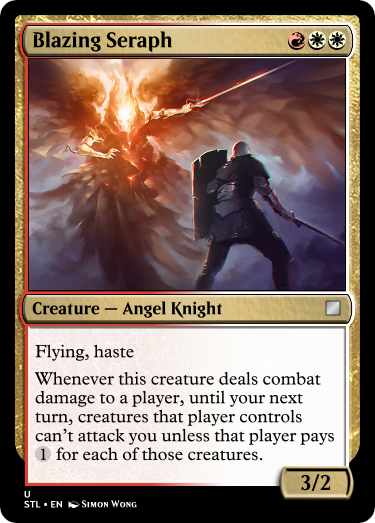 Blazing Seraph
Creature — Angel Knight
Flying, haste
Whenever this creature deals combat
damage to a player, until your next
turn, creatures that player controls
can't attack you unless that player pays
1 for each of those creatures.
3/2
U
STL • EN Simon Wong